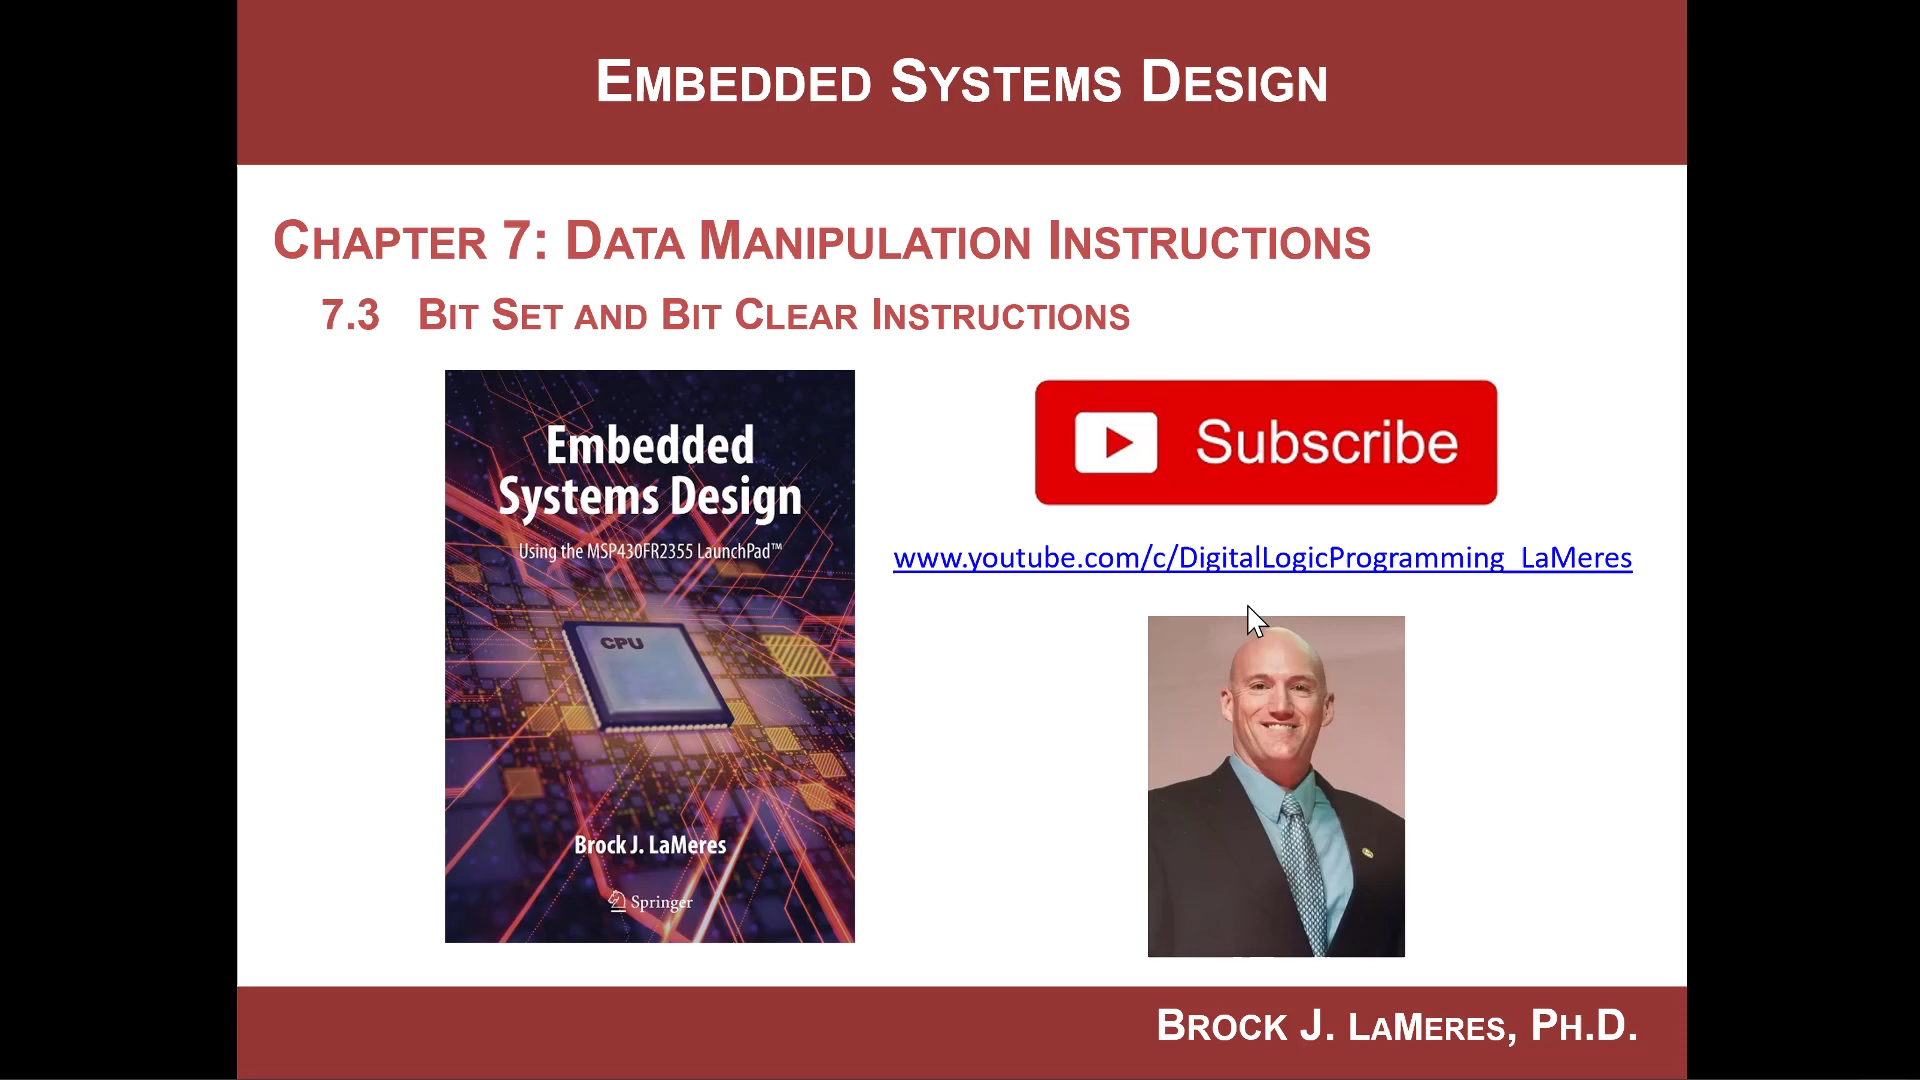 EMBEDDED SYSTEMS DESIGN
CHAPTER 7: DATA MANIPULATION INSTRUCTIONS
7.3 BIT SET AND BIT CLEAR INSTRUCTIONS
Embedded
Systems Design
Using the MSP430FR2355 LaunchPad™
CPU
Brock J. LaMeres
Springer
Subscribe
www.youtube.com/c/DigitalLogicProgramming_LaMeres
BROCK J. LAMERES, PH.D.